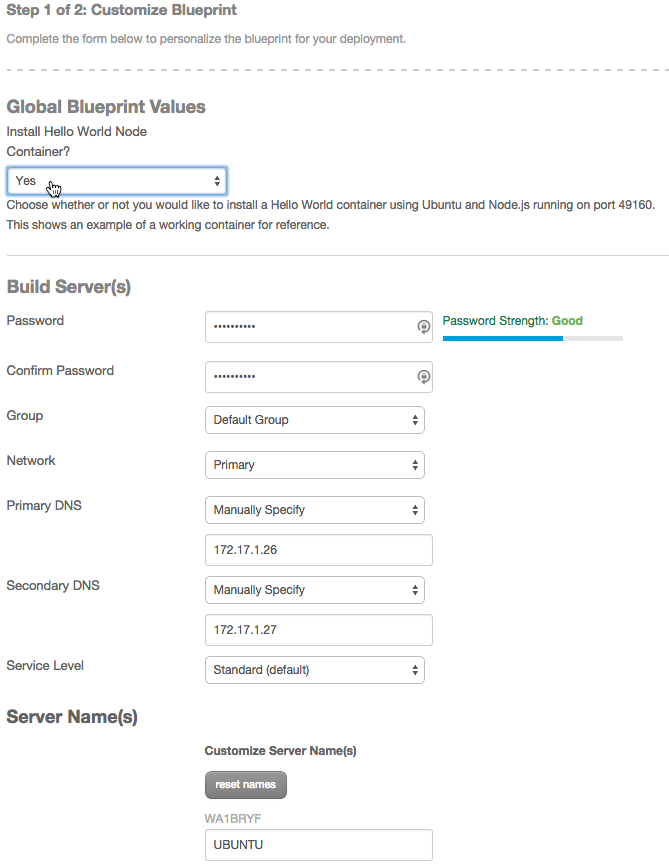 Step 1 of 2: Customize Blueprint
Complete the form below to personalize the blueprint for your deployment.
Global Blueprint Values
Install Hello World Node
Container?
Yes
Choose whether or not you would like to install a Hello World container using Ubuntu and Node.js running on port 49160.
This shows an example of a working container for reference.
Build Server(s)
Password
••••••••••
Password Strength: Good
Confirm Password
••••••••••
Group
Default Group
Network
Primary
Primary DNS
Manually Specify
172.17.1.26
Secondary DNS
Manually Specify
172.17.1.27
Service Level
Standard (default)
Server Name(s)
Customize Server Name(s)
reset names
WA1BRYF
UBUNTU